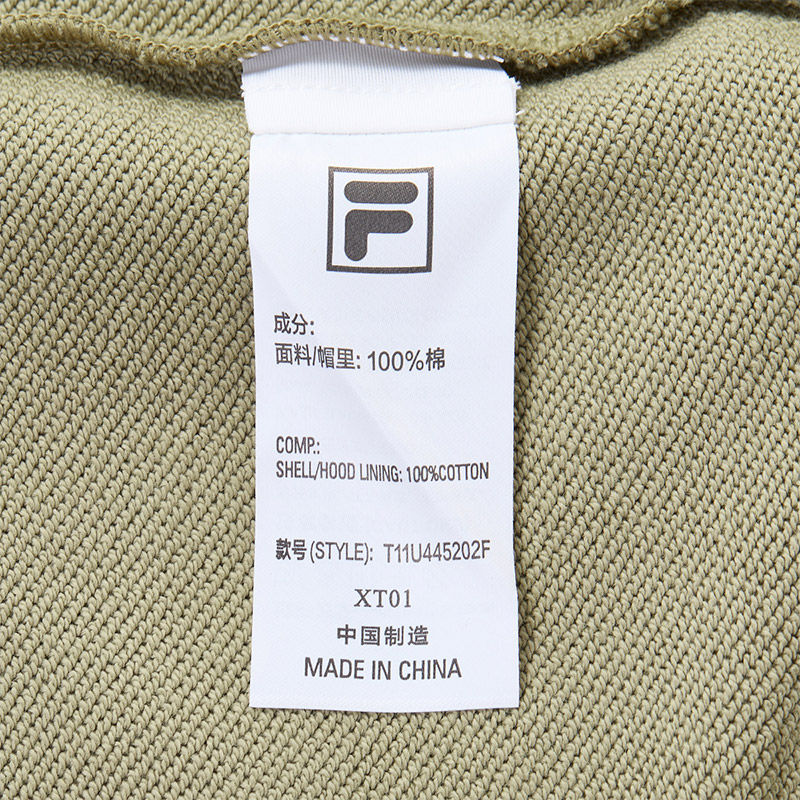 F
成分:
面料/帽里: 100%棉
COMP.:
SHELL/HOOD LINING: 100%COTTON
款号(STYLE): T11U445202F
XT01
中国制造
MADE IN CHINA